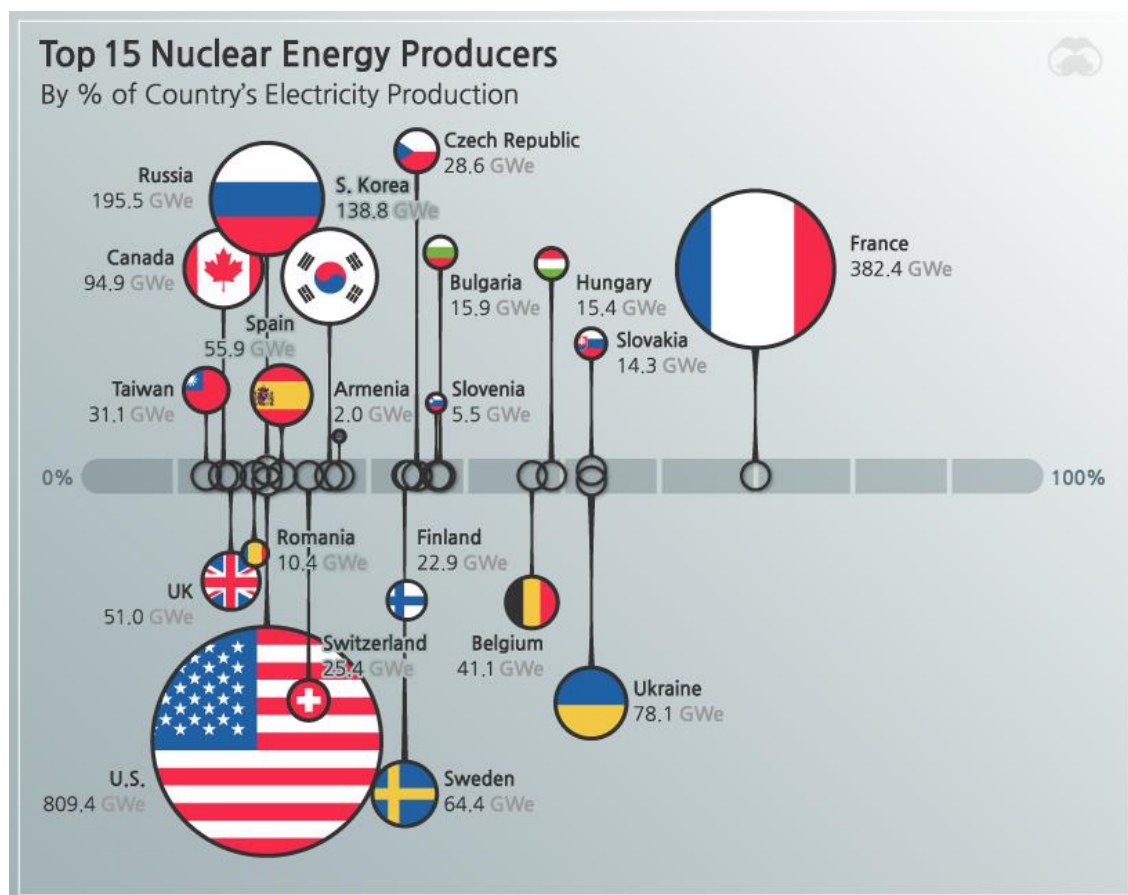 Top 15 Nuclear Energy Producers
By % of Country's Electricity Production
Czech Republic
28.6 GWe
Russia
195.5 GWe
S. Korea
138.8 GWe
France
382.4 GWe
Canada
94.9 GWe
Bulgaria
15.9 GWe
Hungary
15.4 GWe
Spain
55.9 GWe
Slovakia
14.3 GWe
Taiwan
31.1 GWe
Armenia
2.0 GWe
Slovenia
5.5 GWe
0%
100%
Romania
10.4 GWe
Finland
22.9 GWe
UK
51.0 GWe
Switzerland
25.4 GWe
Belgium
41.1 GWe
Ukraine
78.1 GWe
U.S.
809.4 GWe
Sweden
64.4 GWe